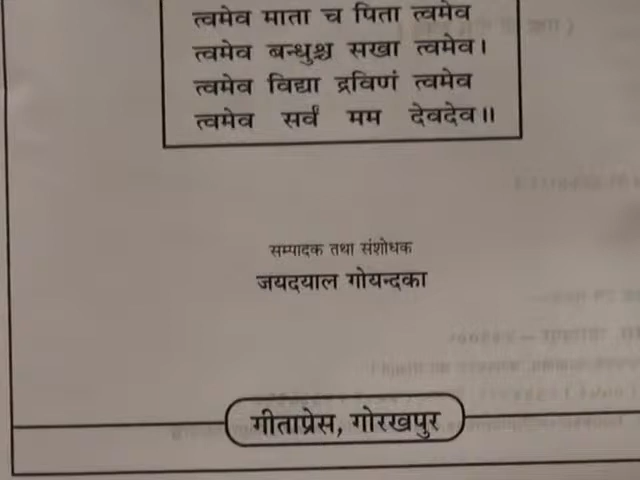 त्वमेव माता च पिता त्वमेव
त्वमेव बन्धुश्च सखा त्वमेव।
त्वमेव विद्या द्रविणं त्वमेव
त्वमेव सर्वं मम देवदेव॥
सम्पादक तथा संशोधक
जयदयाल गोयन्दका
गीताप्रेस, गोरखपुर